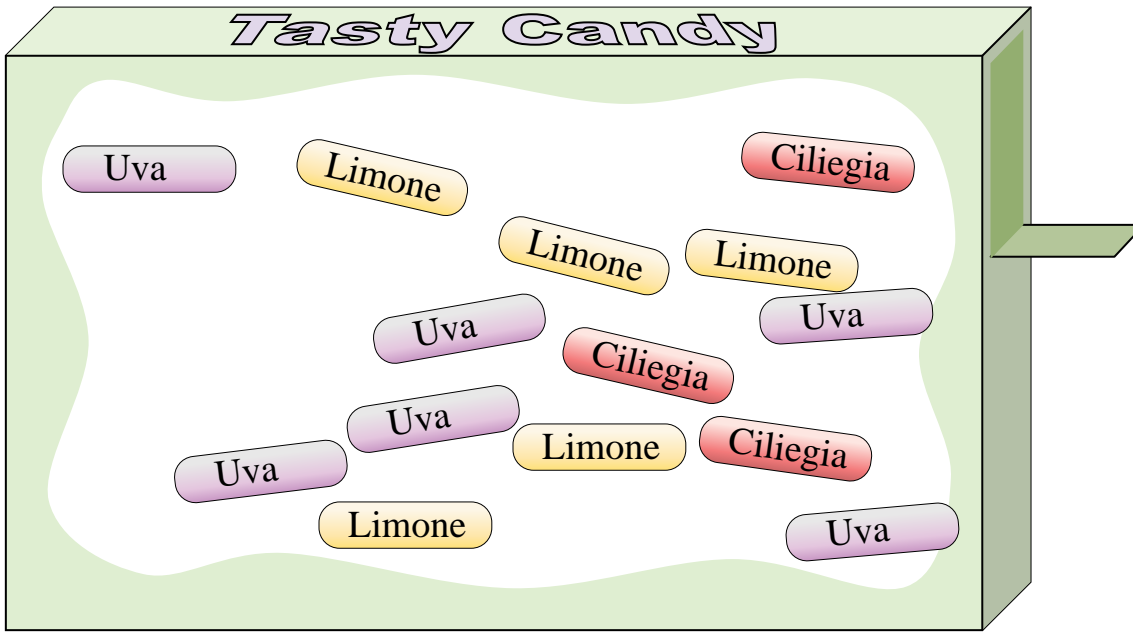 Tasty Candy
Uva
Limone
Ciliegia
Limone
Limone
Uva
Uva
Ciliegia
Uva
Limone
Ciliegia
Uva
Limone
Uva